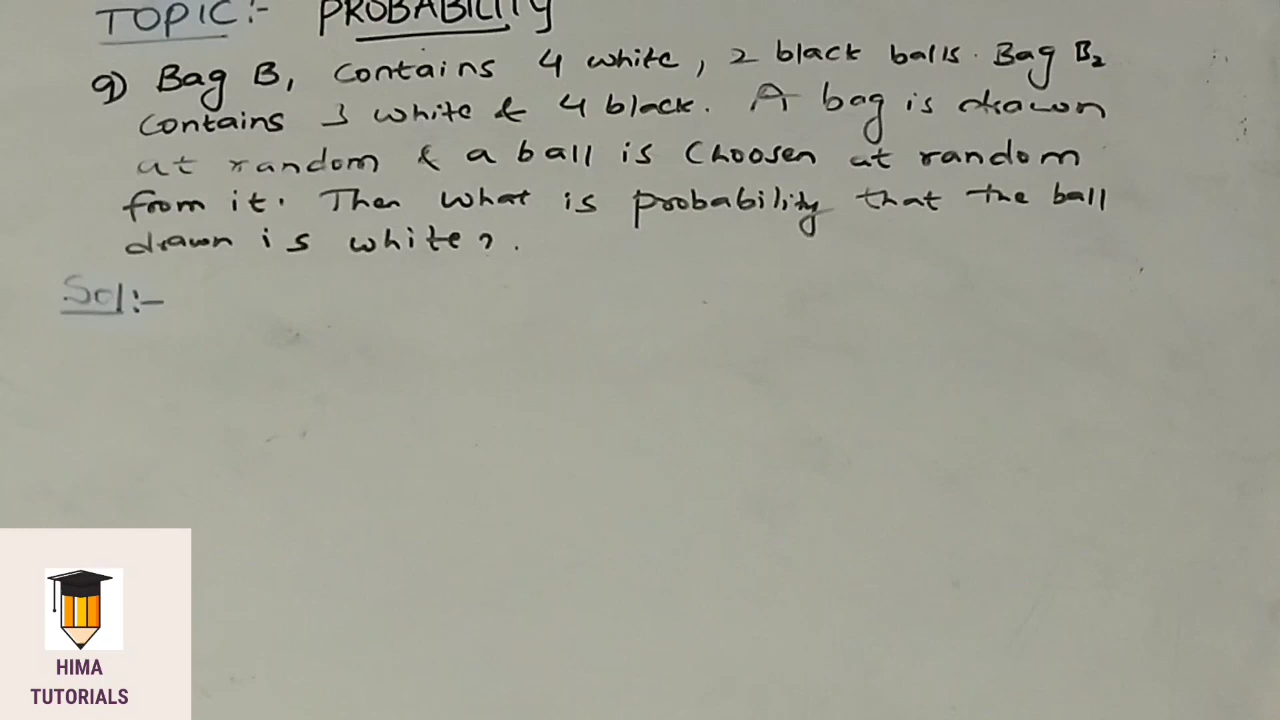 TOPIC:- PROBABILITY
9) Bag B, contains 4 white, 2 black balls. Bag B2
contains 3 white & 4 black. A bag is drawn
at random & a ball is Choosen at random
from it. Then what is probability that the ball
drawn is white?.
Sol:-
HIMA
TUTORIALS